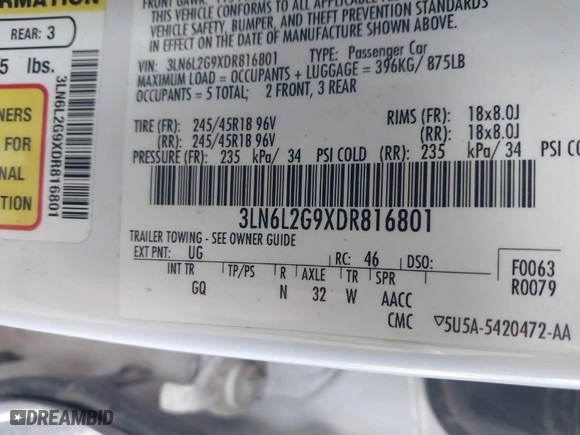 RMATION
REAR: 3
5 lbs.
3LN6L2G9XDR816801
NERS
FOR
NAL
ATION
FRONT GAWR:
THIS VEHICLE CONFORMS TO ALL APPLICABLE FEDERAL MOTOR
VEHICLE SAFETY, BUMPER, AND THEFT PREVENTION STANDARDS
IN EFFECT ON THE DATE OF MANUFACTURE SHOWN ABOVE.
VIN: 3LN6L2G9XDR816801 TYPE: Passenger Car
MAXIMUM LOAD = OCCUPANTS + LUGGAGE = 396KG/ 875LB
OCCUPANTS = 5 TOTAL; 2 FRONT, 3 REAR
TIRE (FR): 245/45R18 96V RIMS (FR): 18x8.0J
(RR): 245/45R18 96V (RR): 18x8.0J
PRESSURE (FR): 235 kPa/ 34 PSI COLD (RR): 235 kPa/ 34 PSI CO
3LN6L2G9XDR816801
TRAILER TOWING - SEE OWNER GUIDE
EXT PNT: UG RC: 46 DSO:
F0063
R0079
INT TR TP/PS R AXLE TR SPR
GQ N 32 W AACC
CMC ▽5U5A-5420472-AA
DREAMBID